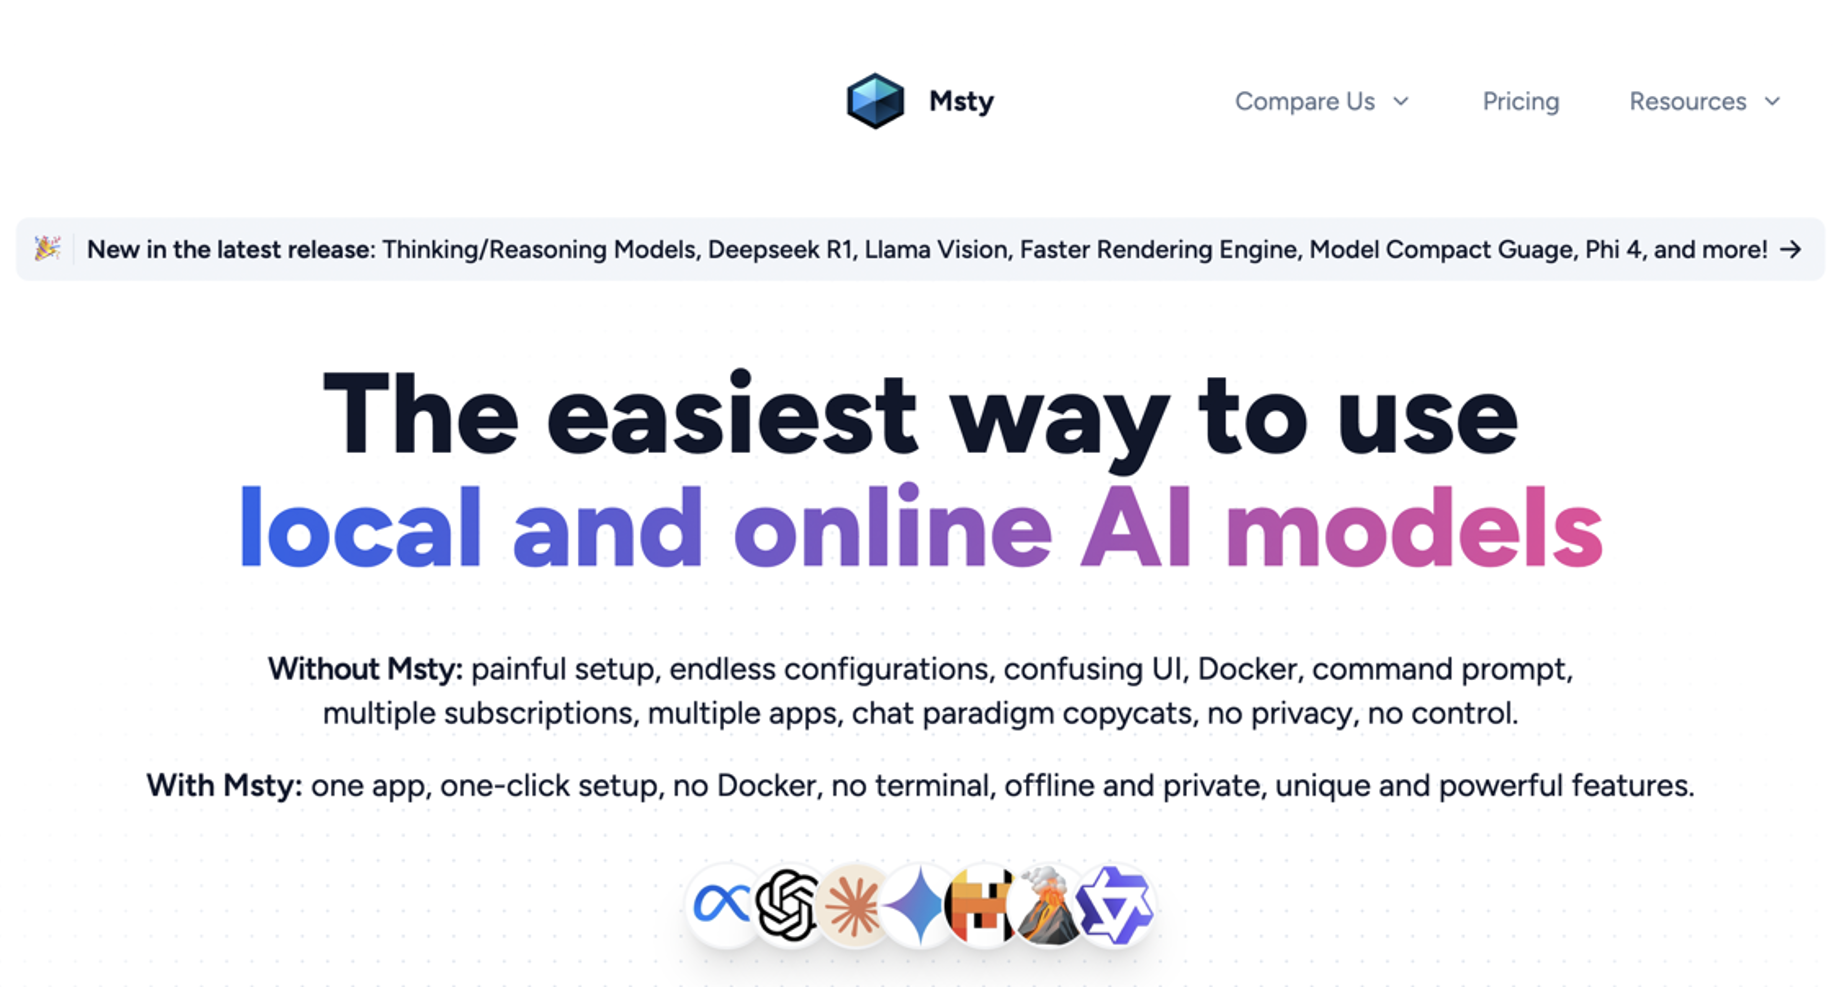 Msty
Compare Us
Pricing
Resources
New in the latest release: Thinking/Reasoning Models, Deepseek R1, Llama Vision, Faster Rendering Engine, Model Compact Guage, Phi 4, and more! →
The easiest way to use
local and online AI models
Without Msty: painful setup, endless configurations, confusing UI, Docker, command prompt,
multiple subscriptions, multiple apps, chat paradigm copycats, no privacy, no control.
With Msty: one app, one-click setup, no Docker, no terminal, offline and private, unique and powerful features.